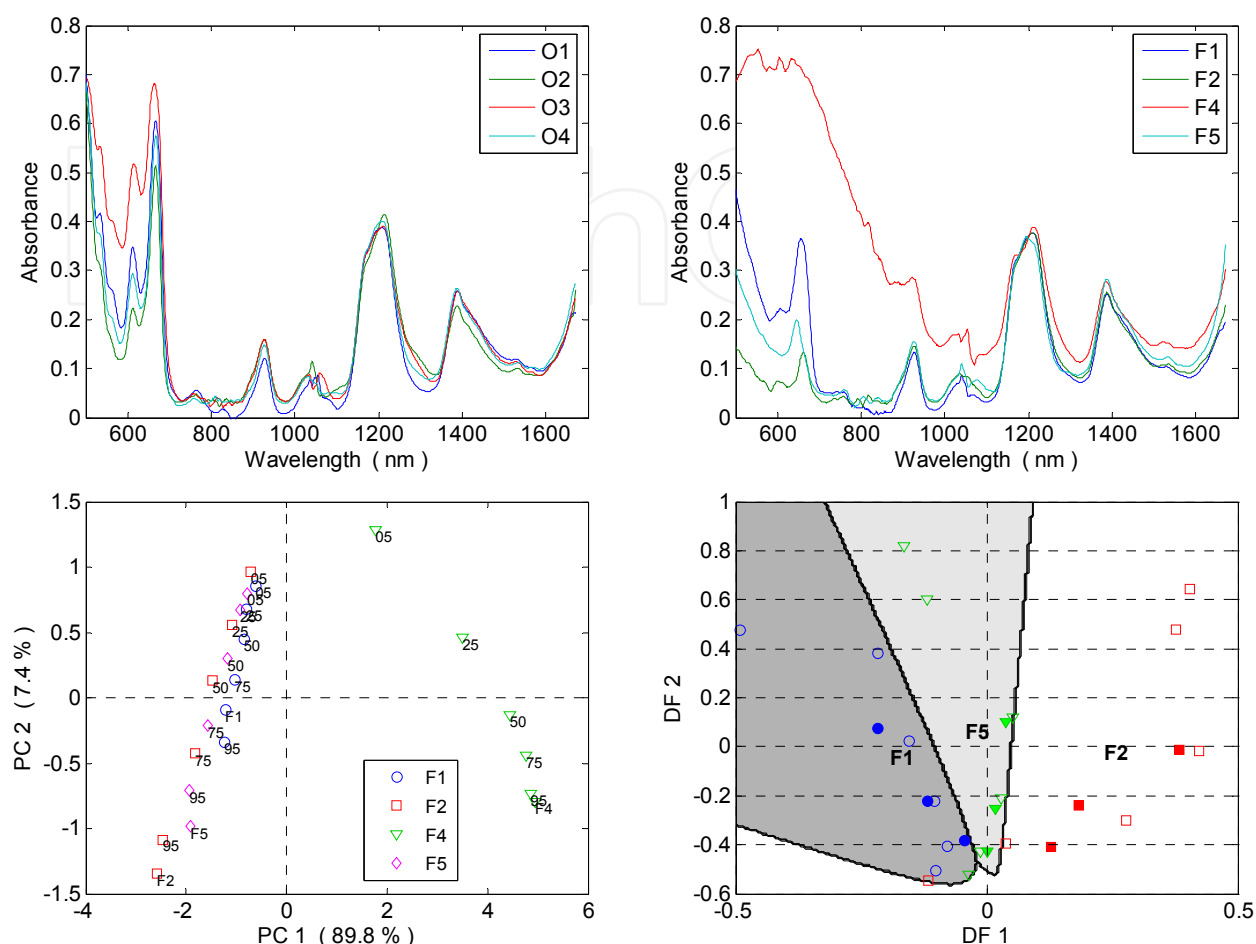 0.8
0.7
0.6
0.5
0.4
0.3
0.2
0.1
0
Absorbance
600 800 1000 1200 1400 1600
Wavelength ( nm )
O1
O2
O3
O4
0.8
0.7
0.6
0.5
0.4
0.3
0.2
0.1
0
Absorbance
600 800 1000 1200 1400 1600
Wavelength ( nm )
F1
F2
F4
F5
1.5
1
0.5
0
-0.5
-1
-1.5
PC 2 ( 7.4 % )
-4 -2 0 2 4 6
PC 1 ( 89.8 % )
05
05
05
25
25
25
50
50
50
75
F1
75
95
75
95
F5
95
F2
05
25
50
75
95
F4
F1
F2
F4
F5
1
0.8
0.6
0.4
0.2
0
-0.2
-0.4
-0.6
DF 2
-0.5 0 0.5
DF 1
F5
F1
F2